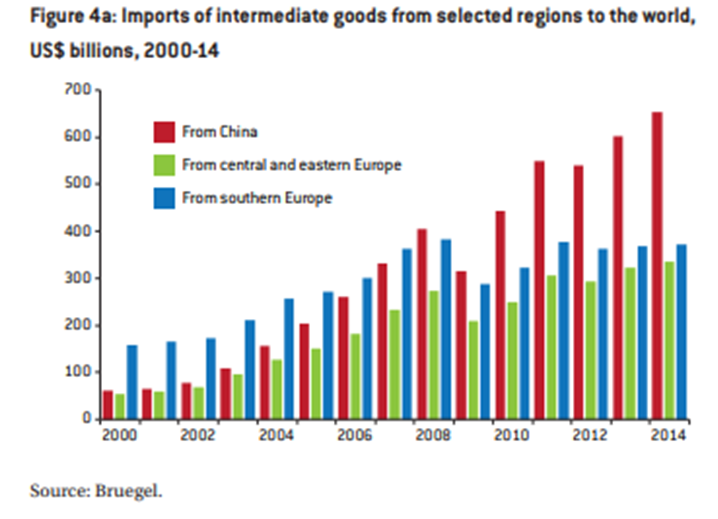 Figure 4a: Imports of intermediate goods from selected regions to the world,
US$ billions, 2000-14
700
600
500
400
300
200
100
0
From China
From central and eastern Europe
From southern Europe
2000 2002 2004 2006 2008 2010 2012 2014
Source: Bruegel.